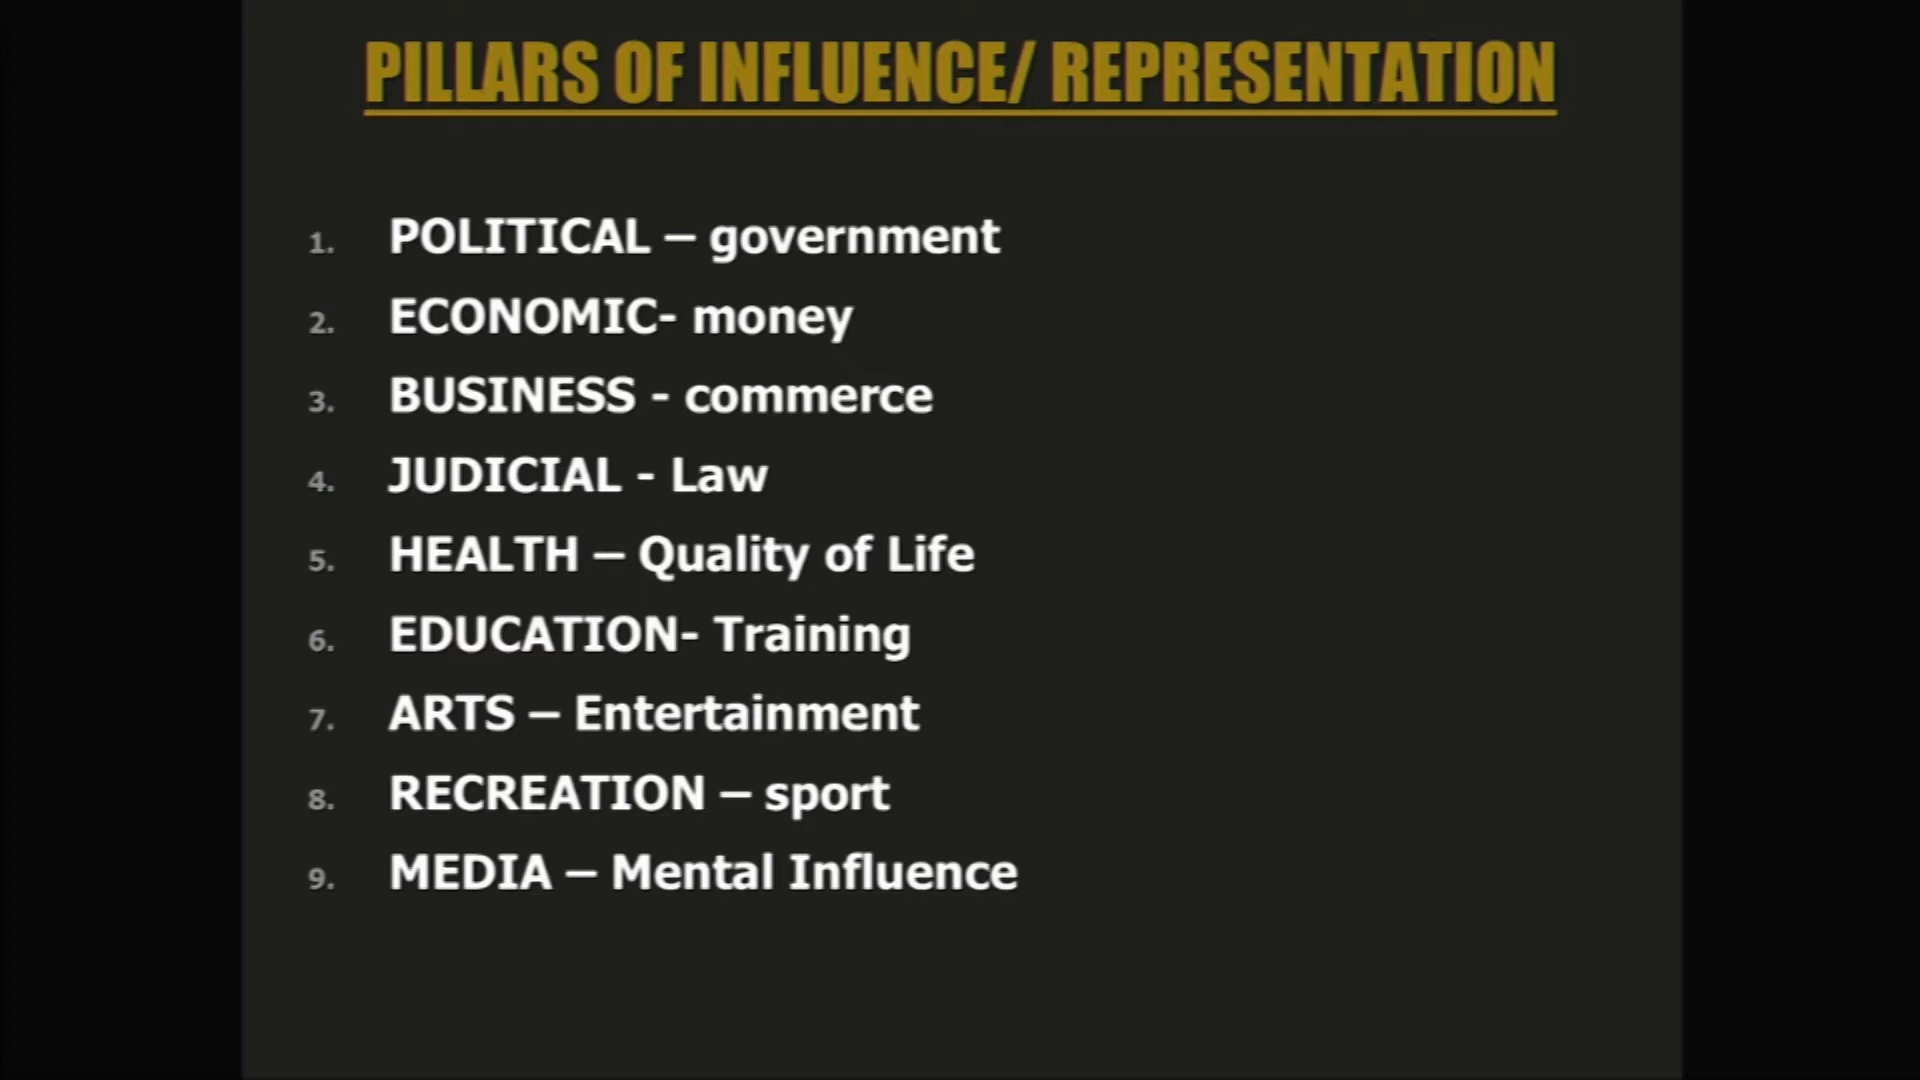 PILLARS OF INFLUENCE/ REPRESENTATION
1. POLITICAL – government
2. ECONOMIC- money
3. BUSINESS - commerce
4. JUDICIAL - Law
5. HEALTH – Quality of Life
6. EDUCATION- Training
7. ARTS – Entertainment
8. RECREATION – sport
9. MEDIA – Mental Influence